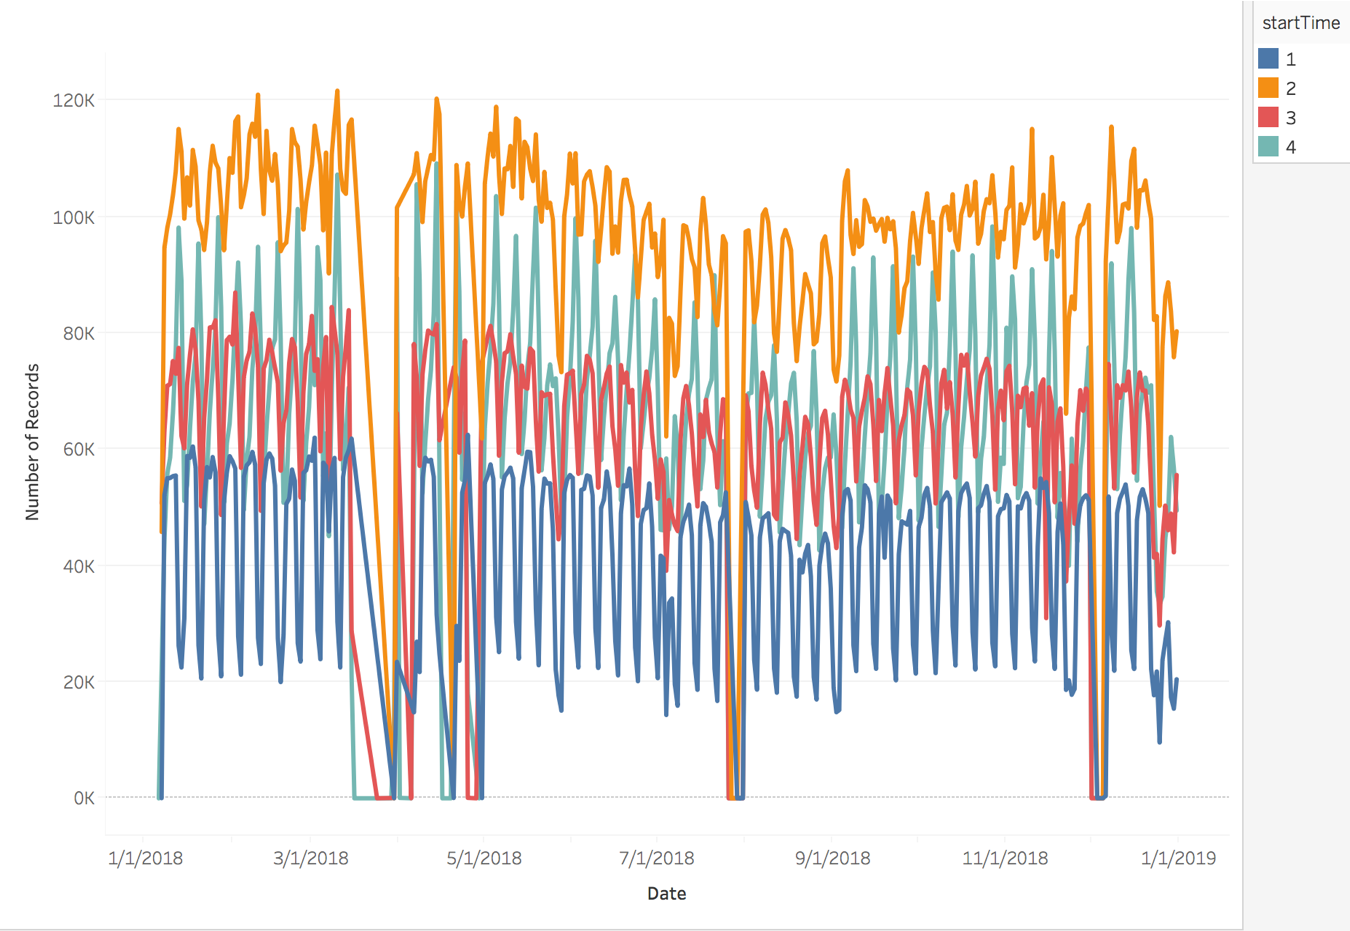 startTime
1
2
3
4
120K
100K
80K
60K
40K
20K
0K
Number of Records
1/1/2018
3/1/2018
5/1/2018
7/1/2018
9/1/2018
11/1/2018
1/1/2019
Date